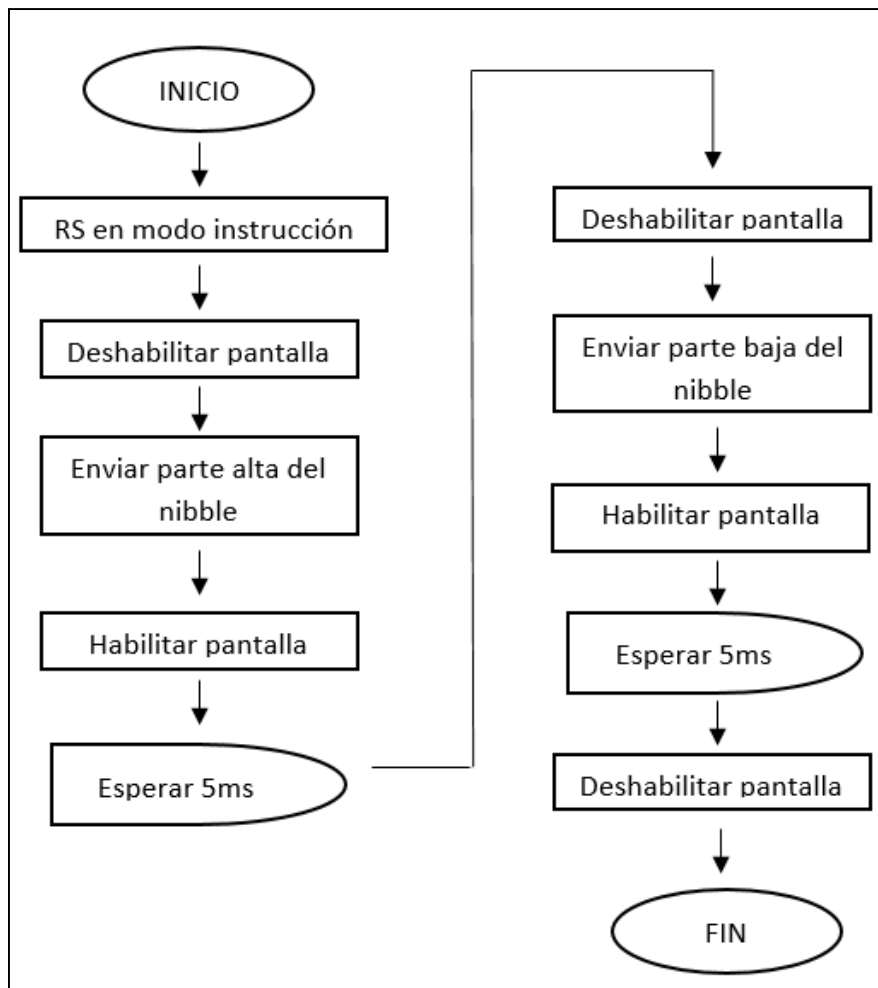 INICIO
RS en modo instrucción
Deshabilitar pantalla
Enviar parte alta del
nibble
Habilitar pantalla
Esperar 5ms
Deshabilitar pantalla
Enviar parte baja del
nibble
Habilitar pantalla
Esperar 5ms
Deshabilitar pantalla
FIN